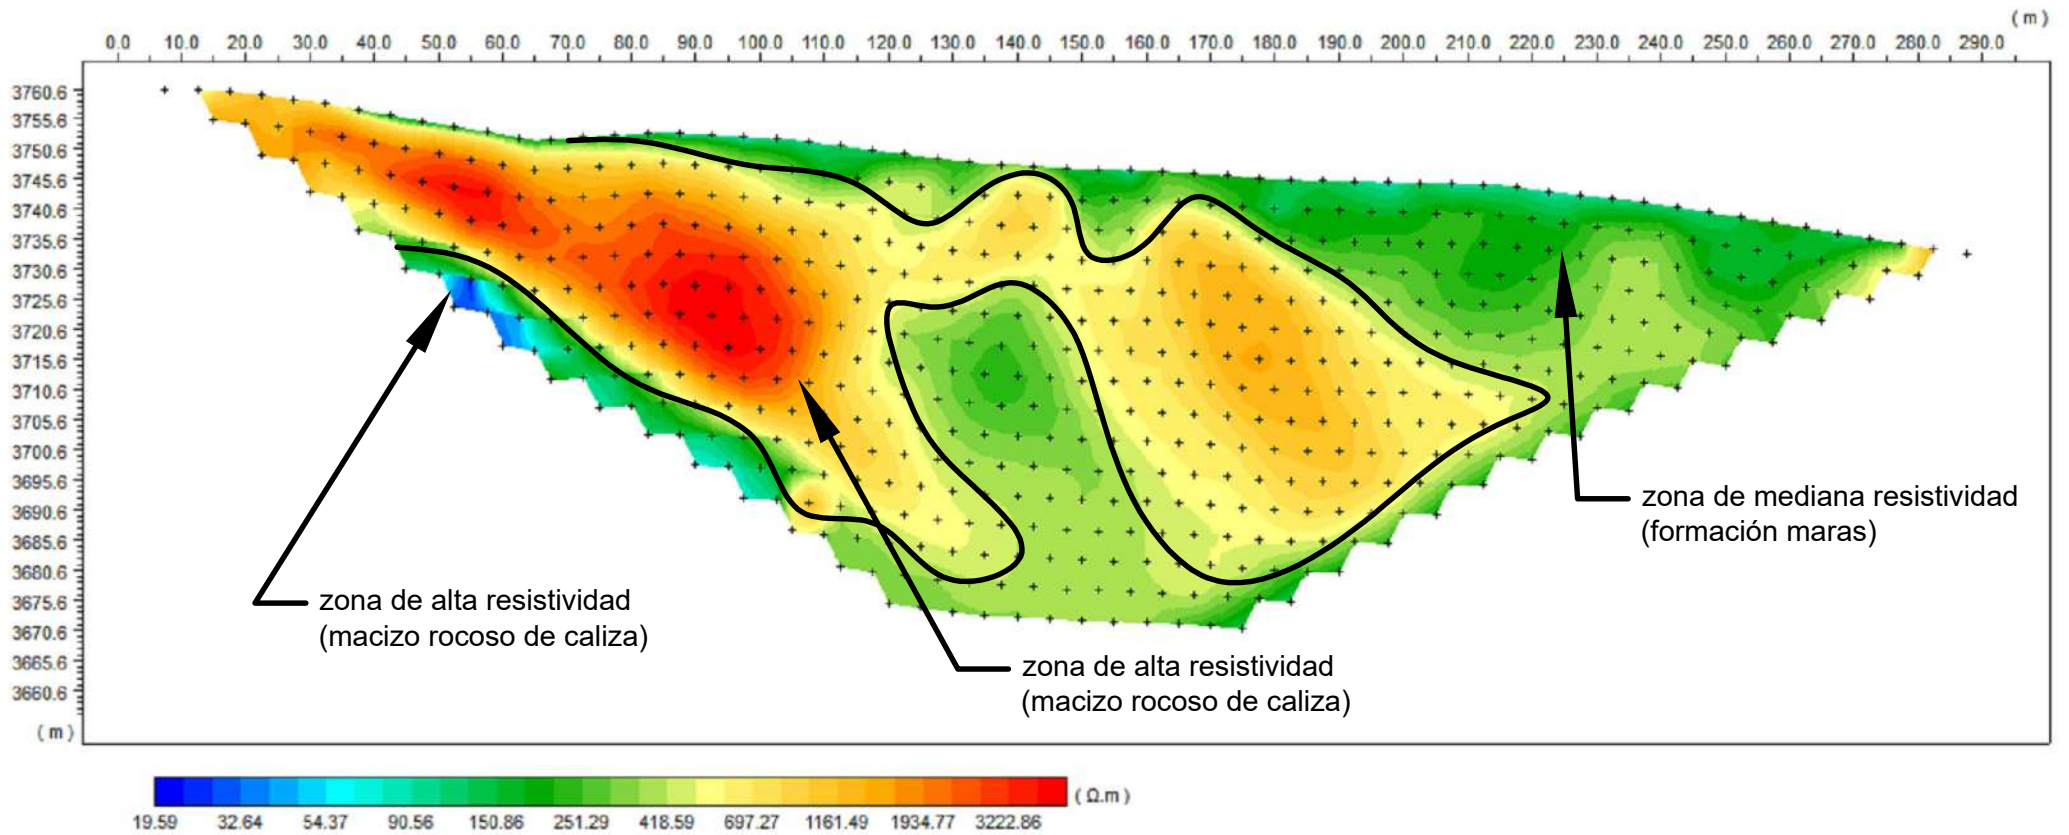 (m)
0.0 10.0 20.0 30.0 40.0 50.0 60.0 70.0 80.0 90.0 100.0 1110.0 120.0 130.0 140.0 150.0 160.0 170.0 180.0 190.0 200.0 210.0 220.0 230.0 240.0 250.0 260.0 270.0 280.0 290.0
3760.6
3755.6
3750.6
3745.6
3740.6
3735.6
3730.6
3725.6
3720.6
3715.6
3710.6
3705.6
3700.6
3695.6
3690.6
3685.6
3680.6
3675.6
3670.6
3665.6
3660.6
(m)
zona de mediana resistividad
(formación maras)
zona de alta resistividad
(macizo rocoso de caliza)
zona de alta resistividad
(macizo rocoso de caliza)
(Ω.m)
19.59 32.64 54.37 90.56 150.86 251.29 418.59 697.27 1161.49 1934.77 3222.86